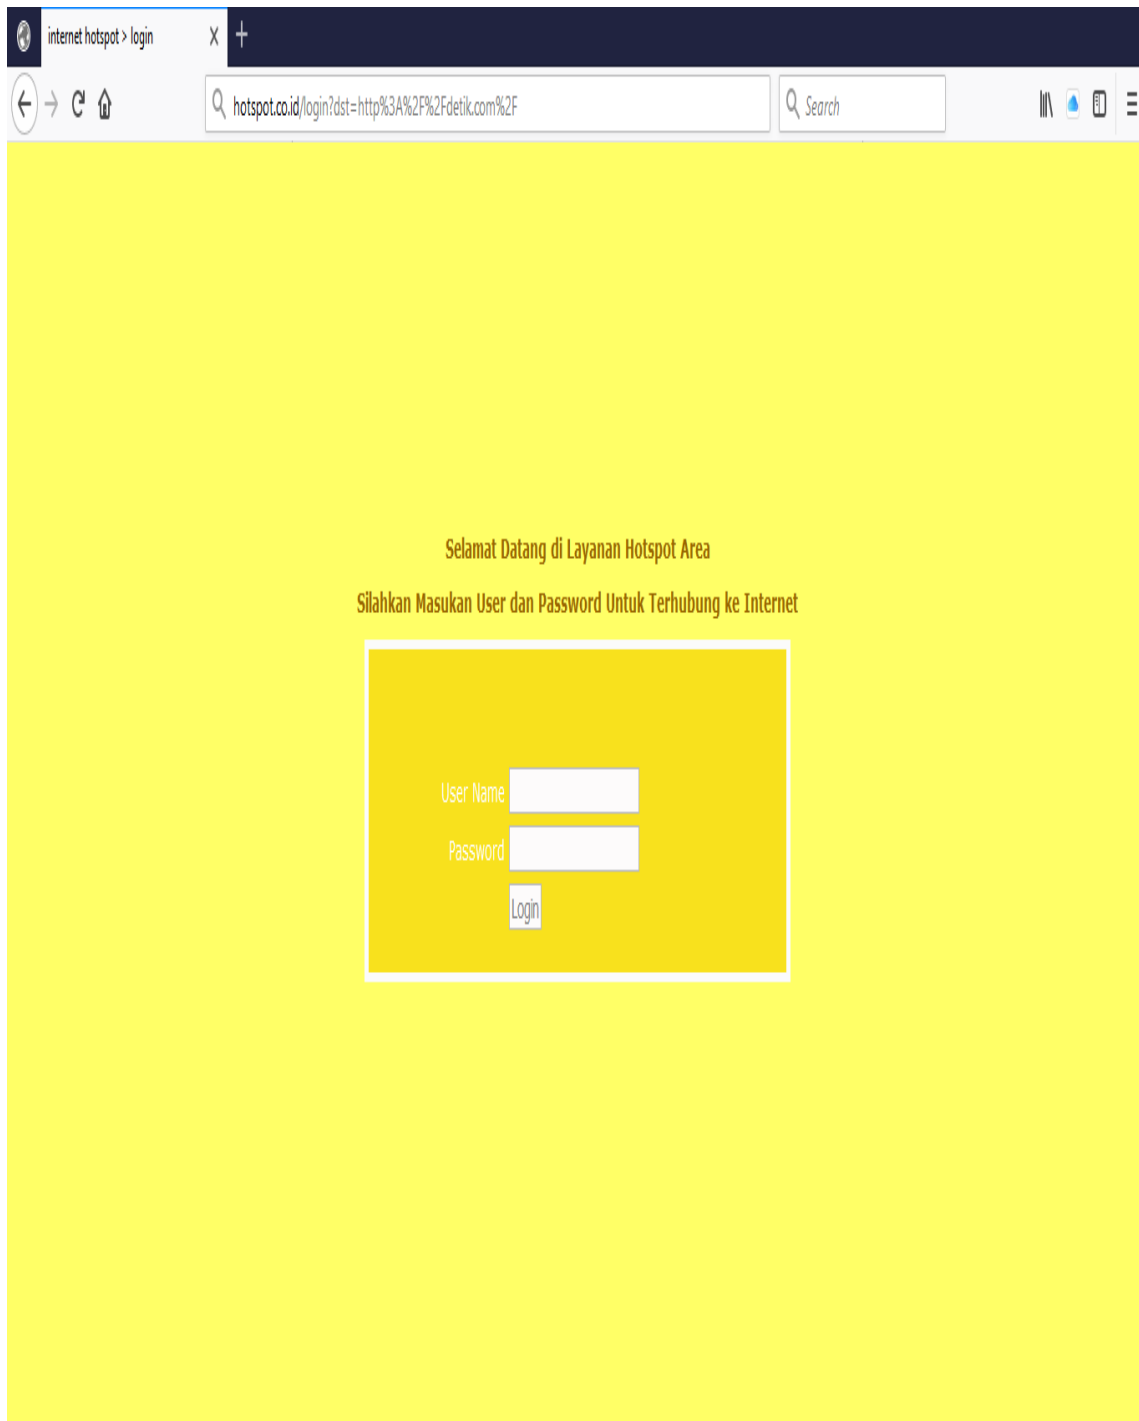 internet hotspot > login
hotspot.co.id/login?dst=http%3A%2F%2Fdetik.com%2F
Search
Selamat Datang di Layanan Hotspot Area
Silahkan Masukan User dan Password Untuk Terhubung ke Internet
User Name
Password
Login